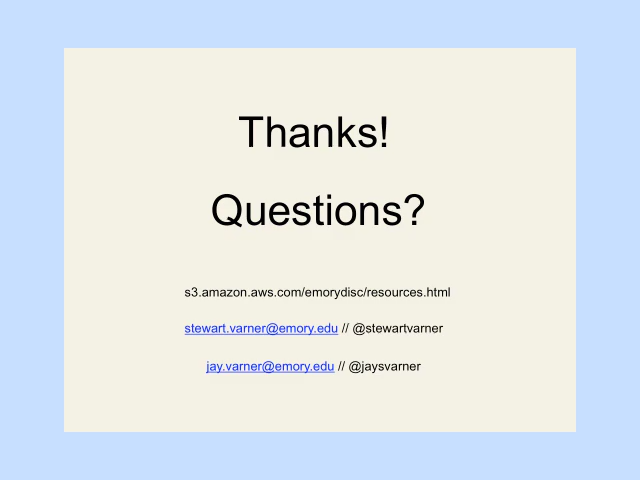 Thanks!
Questions?
s3.amazon.aws.com/emorydisc/resources.html
stewart.varner@emory.edu // @stewartvarner
jay.varner@emory.edu // @jaysvarner